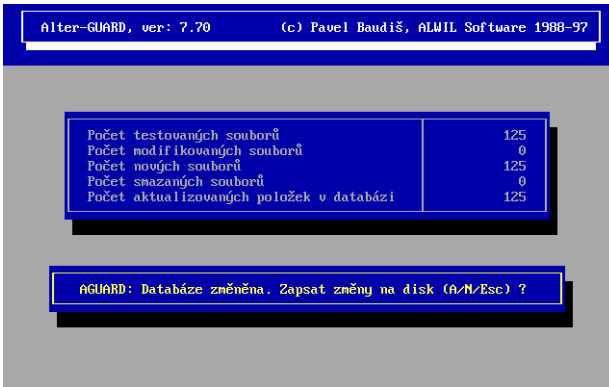 Alter-GUARD, ver: 7.70 (c) Pavel Baudiš, ALWIL Software 1988-97
Počet testovaných souborů 125
Počet modifikovaných souborů 0
Počet nových souborů 125
Počet smazaných souborů 0
Počet aktualizovaných položek v databázi 125
AGUARD: Databáze změněna. Zapsat změny na disk (A/N/Esc) ?